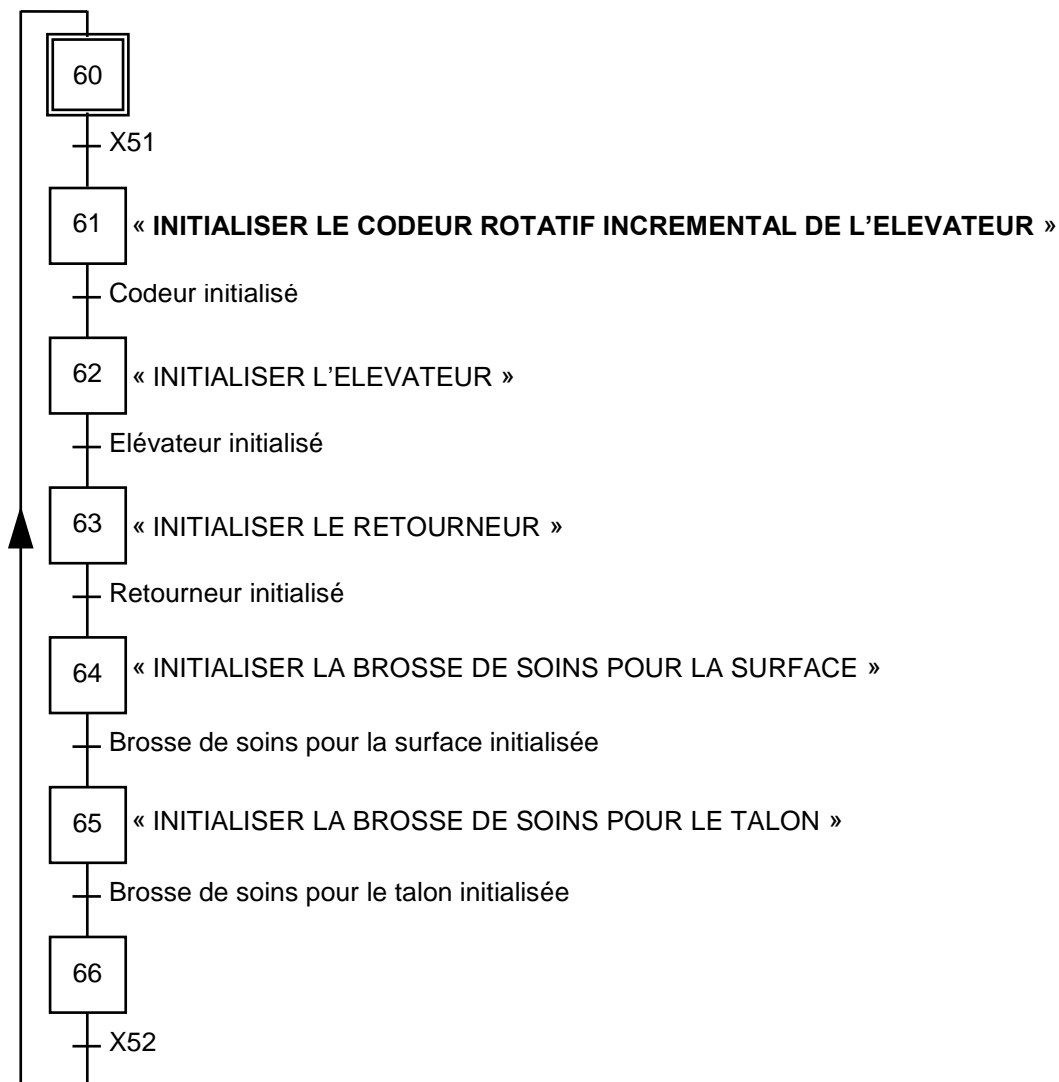 60
X51
61 « INITIALISER LE CODEUR ROTATIF INCREMENTAL DE L’ELEVATEUR »
Codeur initialisé
62 « INITIALISER L’ELEVATEUR »
Elévateur initialisé
63 « INITIALISER LE RETOURNEUR »
Retourneur initialisé
64 « INITIALISER LA BROSSE DE SOINS POUR LA SURFACE »
Brosse de soins pour la surface initialisée
65 « INITIALISER LA BROSSE DE SOINS POUR LE TALON »
Brosse de soins pour le talon initialisée
66
X52